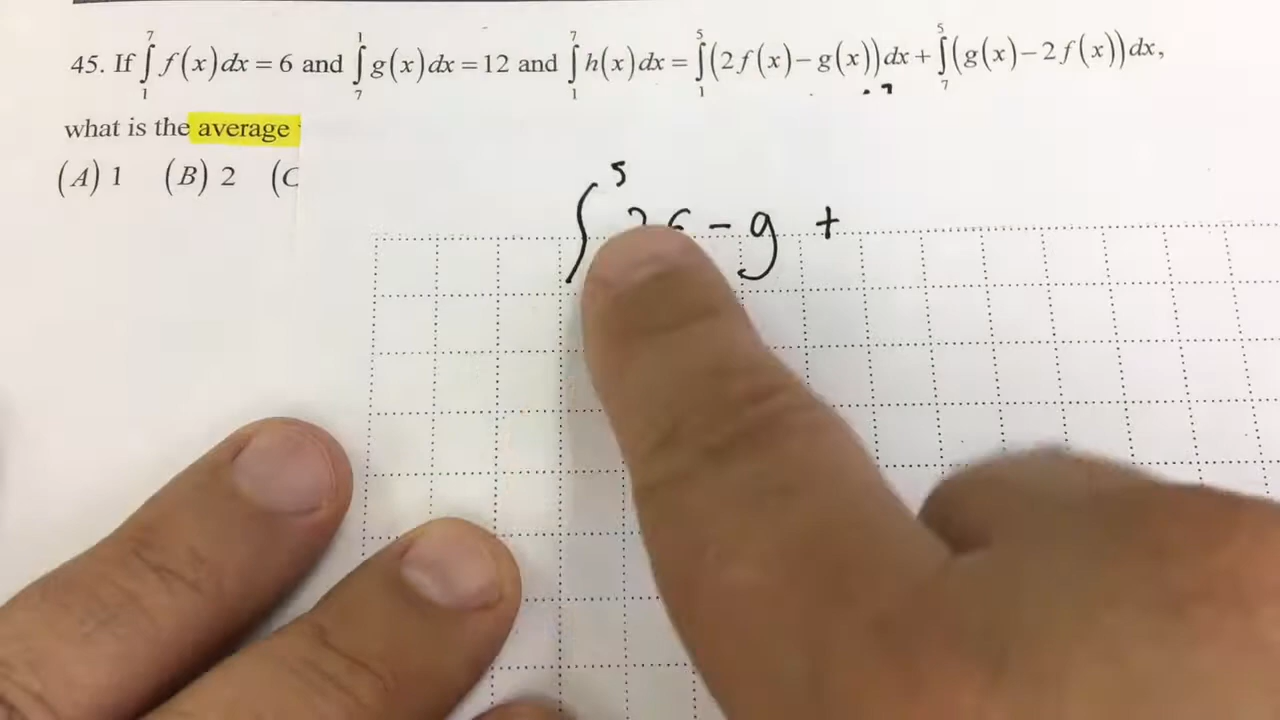 45. If ∫₁⁷ f(x)dx = 6 and ∫₇¹ g(x)dx = 12 and ∫₁⁷ h(x)dx = ∫₁⁵ (2f(x)−g(x))dx + ∫₇⁵ (g(x)−2f(x))dx,
what is the average
(A) 1 (B) 2 (C
∫⁵ − g +